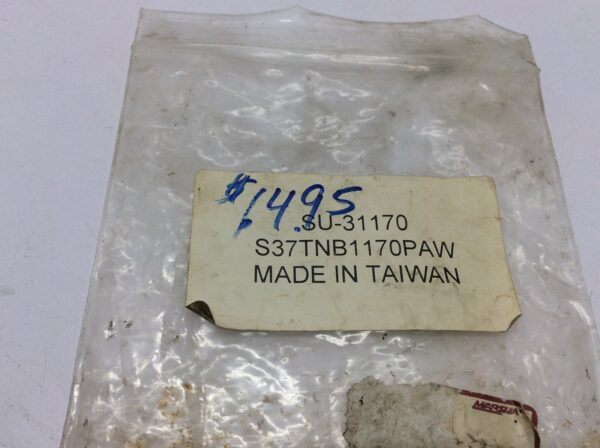 $14.95
SU-31170
S37TNB1170PAW
MADE IN TAIWAN